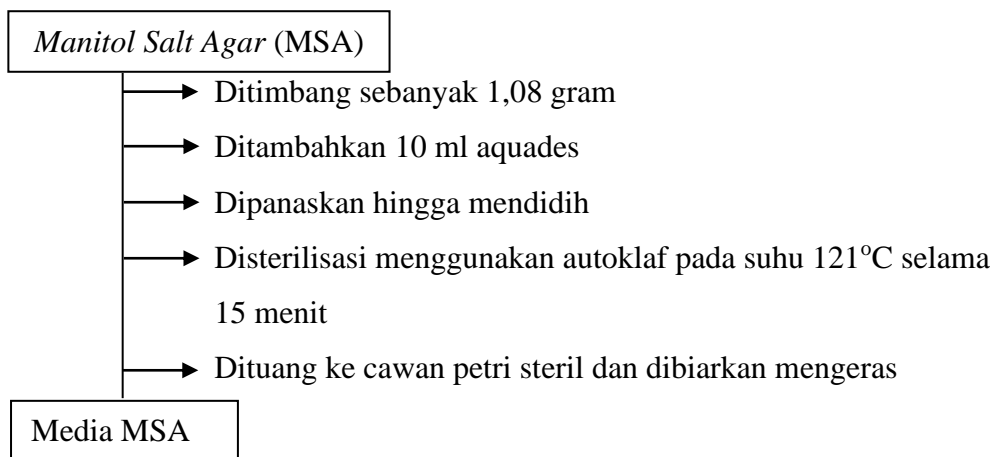 Manitol Salt Agar (MSA)
Ditimbang sebanyak 1,08 gram
Ditambahkan 10 ml aquades
Dipanaskan hingga mendidih
Disterilisasi menggunakan autoklaf pada suhu 121°C selama
15 menit
Dituang ke cawan petri steril dan dibiarkan mengeras
Media MSA